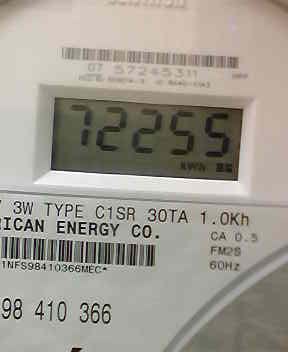 07 57245311
72255
kWh
3W TYPE C1SR 30TA 1.0Kh
RICAN ENERGY CO.
CA 0.5
FM2S
60Hz
1NFS98410366MEC*
98 410 366